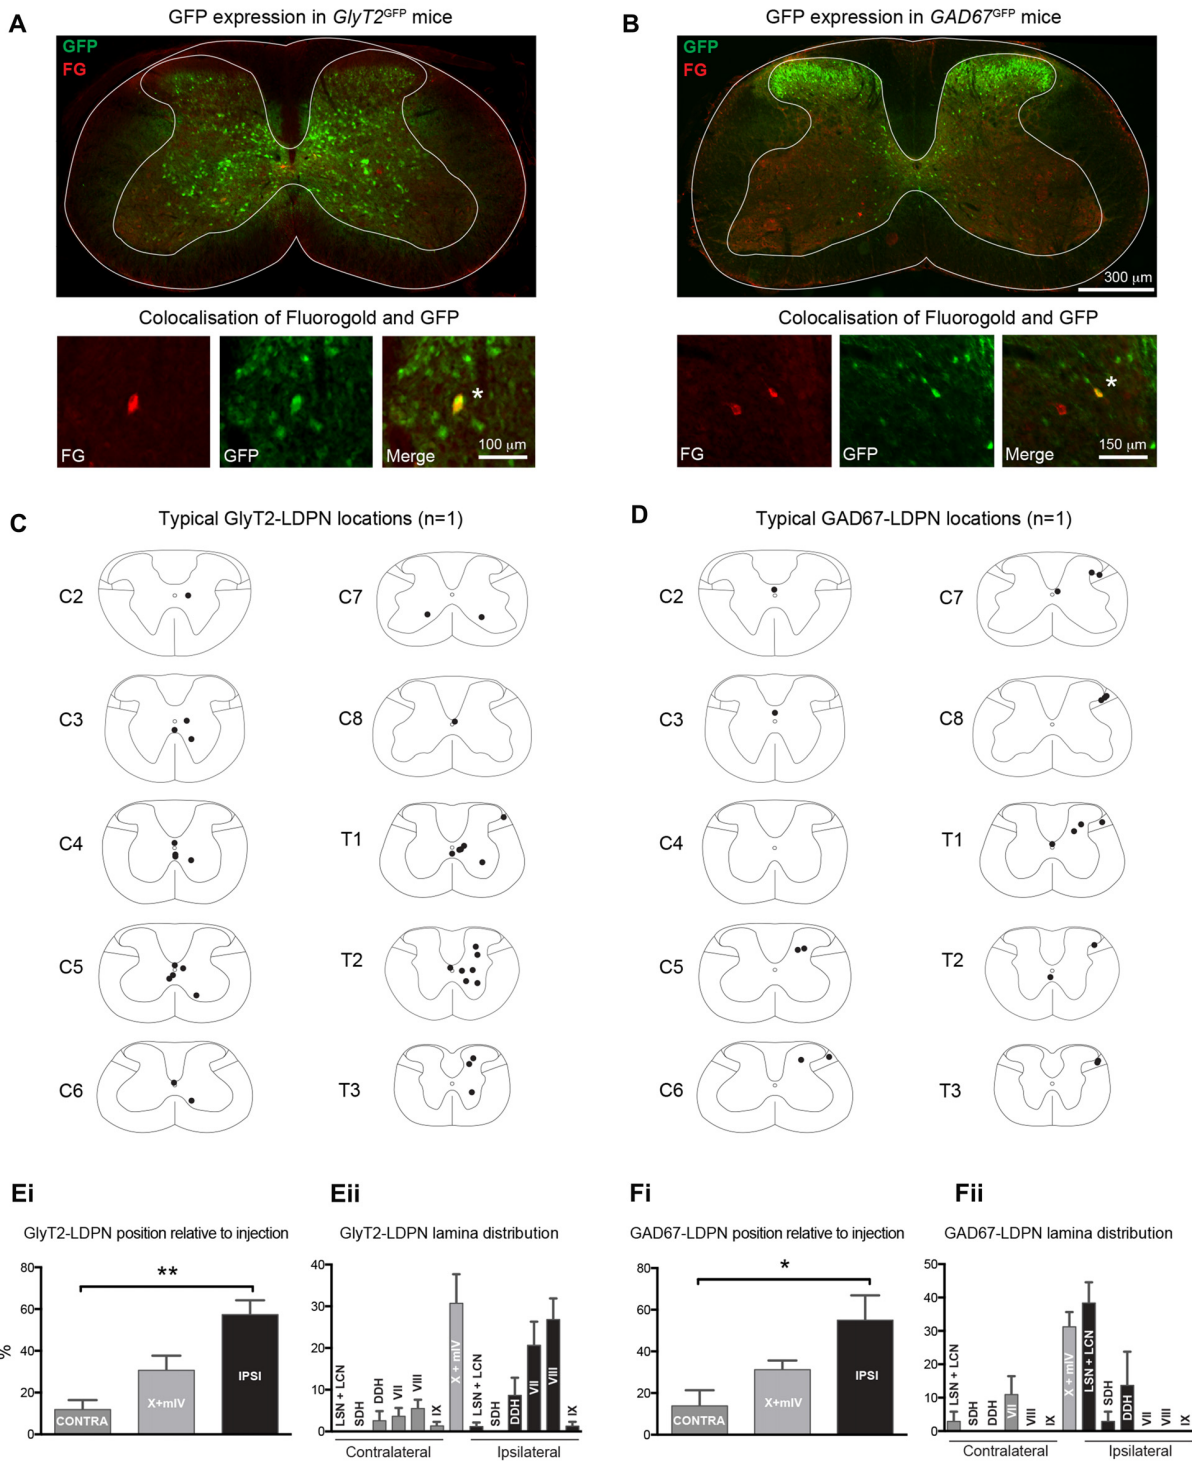 A
GFP expression in GlyT2GFP mice
GFP
FG
B
GFP expression in GAD67GFP mice
GFP
FG
300 µm
Colocalisation of Fluorogold and GFP
FG
GFP
Merge
*
100 µm
Colocalisation of Fluorogold and GFP
FG
GFP
Merge
*
150 µm
C
Typical GlyT2-LDPN locations (n=1)
C2
C7
C3
C8
C4
T1
C5
T2
C6
T3
D
Typical GAD67-LDPN locations (n=1)
C2
C7
C3
C8
C4
T1
C5
T2
C6
T3
Ei
GlyT2-LDPN position relative to injection
%
80
60
40
20
0
**
CONTRA
X+mIV
IPSI
Eii
GlyT2-LDPN lamina distribution
40
30
20
10
0
LSN + LCN
SDH
DDH
VII
VIII
IX
X + mIV
LSN + LCN
SDH
DDH
VII
VIII
IX
Contralateral
Ipsilateral
Fi
GAD67-LDPN position relative to injection
80
60
40
20
0
*
CONTRA
X+mIV
IPSI
Fii
GAD67-LDPN lamina distribution
50
40
30
20
10
0
LSN + LCN
SDH
DDH
VII
VIII
IX
X + mIV
LSN + LCN
SDH
DDH
VII
VIII
IX
Contralateral
Ipsilateral